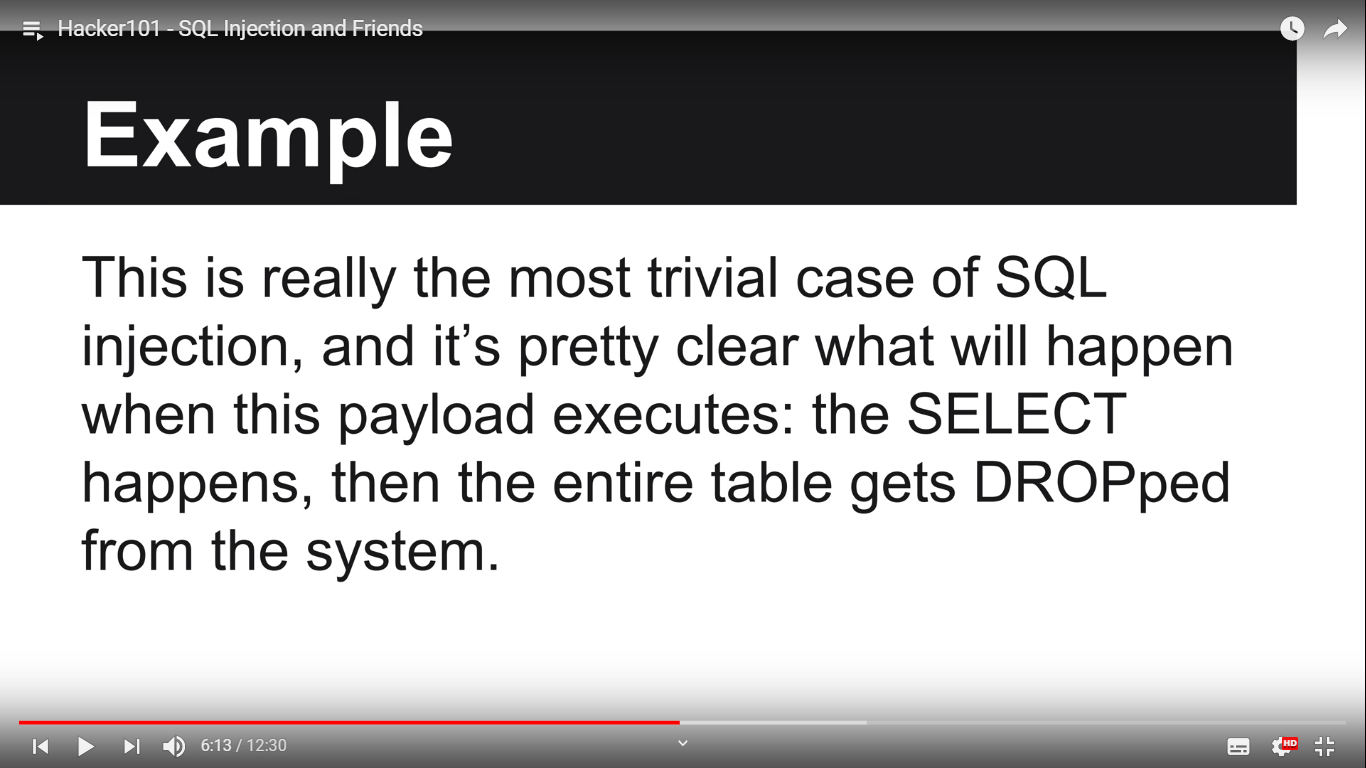 Hacker101 - SQL Injection and Friends
Example
This is really the most trivial case of SQL
injection, and it’s pretty clear what will happen
when this payload executes: the SELECT
happens, then the entire table gets DROPped
from the system.
6:13 / 12:30
HD